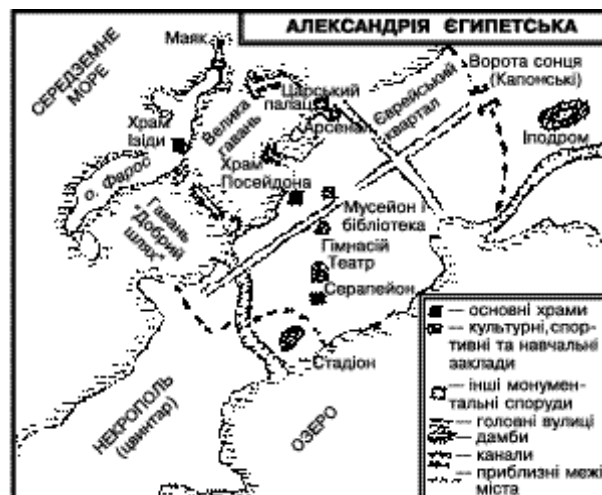 АЛЕКСАНДРІЯ ЄГИПЕТСЬКА
Маяк
СЕРЕДЗЕМНЕ
МОРЕ
Ворота сонця
(Капонські)
Царський
палац
Арсенал
Єврейський
квартал
Іподром
Велика
гавань
Храм
Ізіди
о. Фарос
Храм
Посейдона
Гавань
"Добрий
шлях"
Мусейон і
бібліотека
Гімнасій
Театр
Серапейон
Стадіон
НЕКРОПОЛЬ
(цвинтар)
ОЗЕРО
— основні храми
— культурні, спор-
тивні та навчальні
заклади
— інші монумен-
тальні споруди
— головні вулиці
— дамби
— канали
— приблизні межі
міста